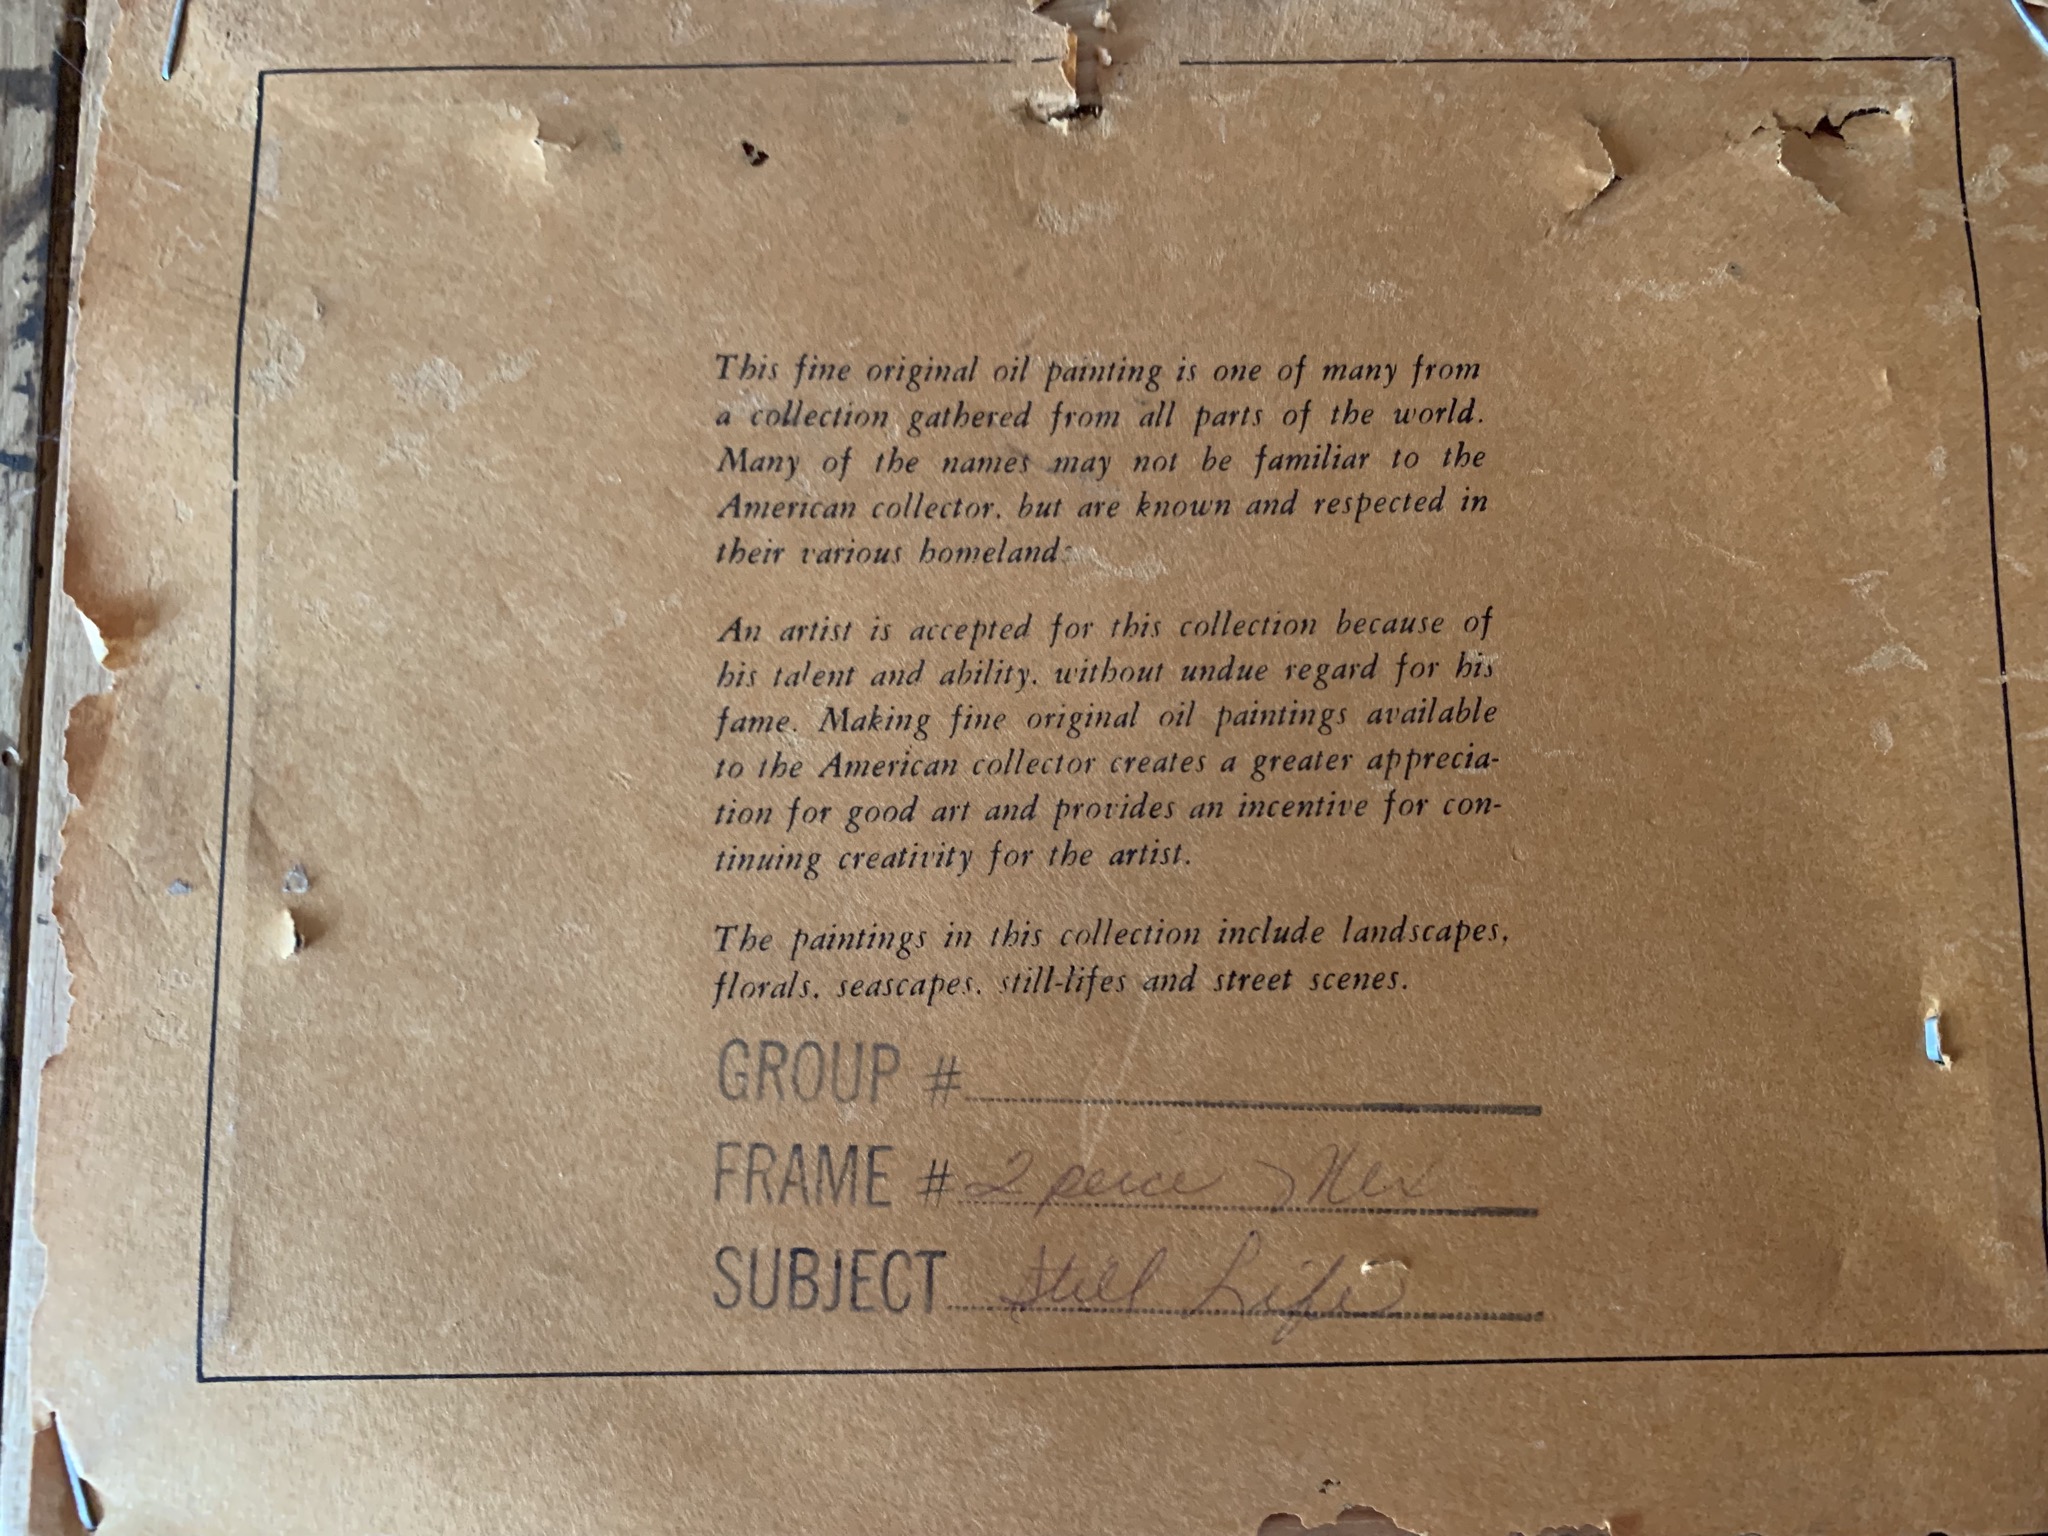 This fine original oil painting is one of many from
a collection gathered from all parts of the world.
Many of the names may not be familiar to the
American collector, but are known and respected in
their various homeland
An artist is accepted for this collection because of
his talent and ability, without undue regard for his
fame. Making fine original oil paintings available
to the American collector creates a greater apprecia-
tion for good art and provides an incentive for con-
tinuing creativity for the artist.
The paintings in this collection include landscapes,
florals, seascapes, still-lifes and street scenes.
GROUP #
FRAME # 2 peice Mex
SUBJECT Still Life